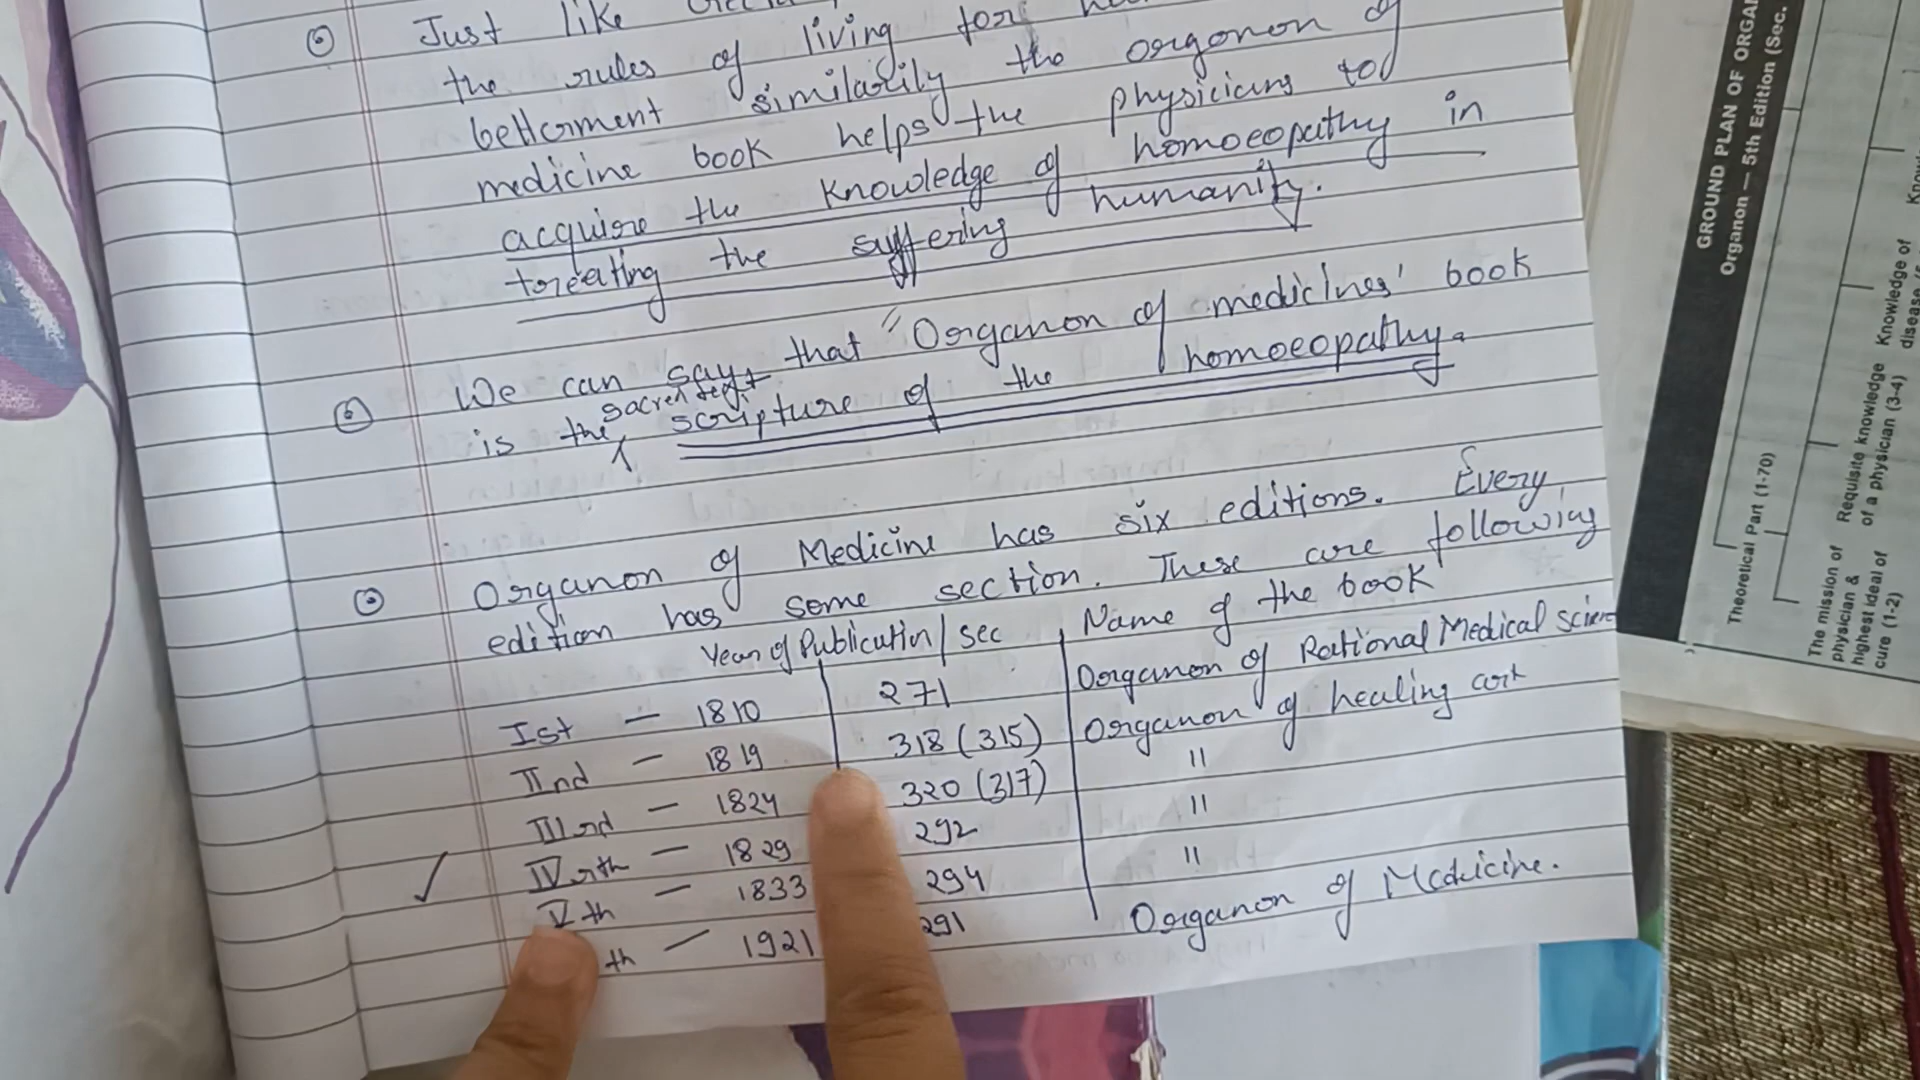 Just like
the rules of living for
betterment similarily the orgonon of
medicine book helps the physicians to
acquire the knowledge of homoeopathy in
treating the suffering humanity.
We can say, that "Organon of medicines' book
is the sacred text scripture of the homoeopathy.
Organon of Medicine has six editions. Every
edition has some section. These are following
Year of Publication / sec Name of the book
Ist — 1810 271 Organon of Rational Medical scien
IInd — 1819 318 (315) Organon of healing art
IIIrd — 1824 320 (317) "
IVrth — 1829 292 "
✓ Vth — 1833 294 "
th — 1921 291 Organon of Medicine.
GROUND PLAN OF ORGA
Organon — 5th Edition (Sec.
Theoretical Part (1-70)
The mission of
physician &
highest ideal of
cure (1-2)
Requisite knowledge
of a physician (3-4)
Knowledge of
disease